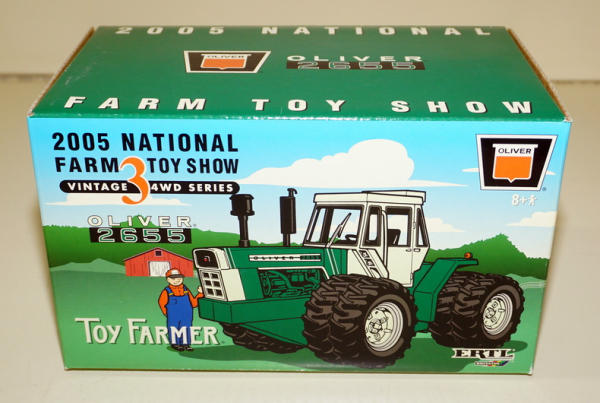 2005 NATIONAL
OLIVER
OLIVER
2655
FARM TOY SHOW
2005 NATIONAL
FARM TOY SHOW
3
VINTAGE 4WD SERIES
OLIVER
2655
OLIVER
8+
OLIVER
TOY FARMER
ERTL